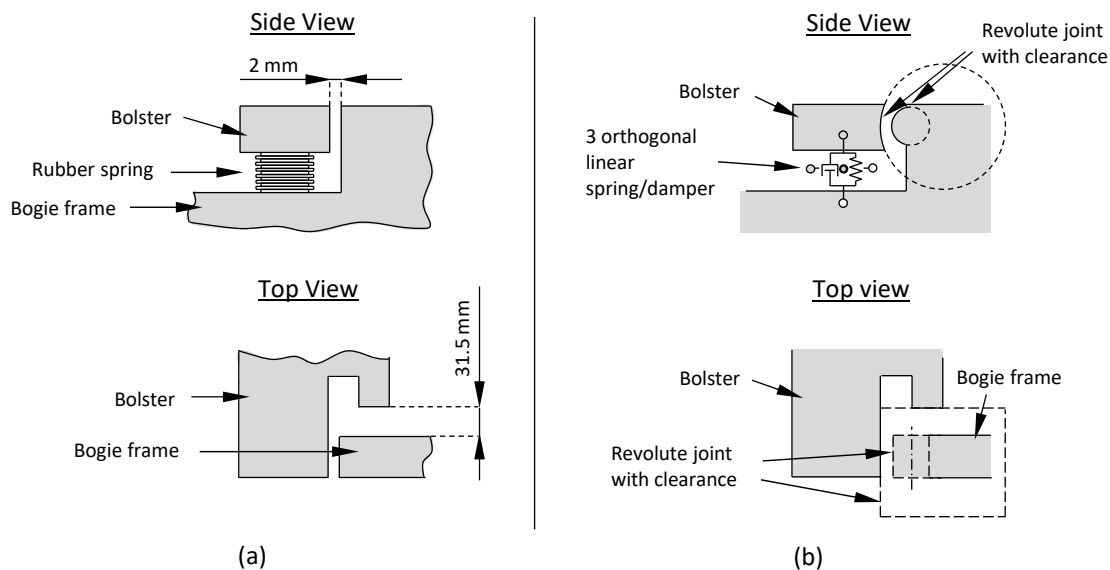 Side View
2 mm
Bolster
Rubber spring
Bogie frame
Top View
31.5 mm
Bolster
Bogie frame
(a)
Side View
Revolute joint
with clearance
Bolster
3 orthogonal
linear
spring/damper
Top view
Bolster
Bogie frame
Revolute joint
with clearance
(b)